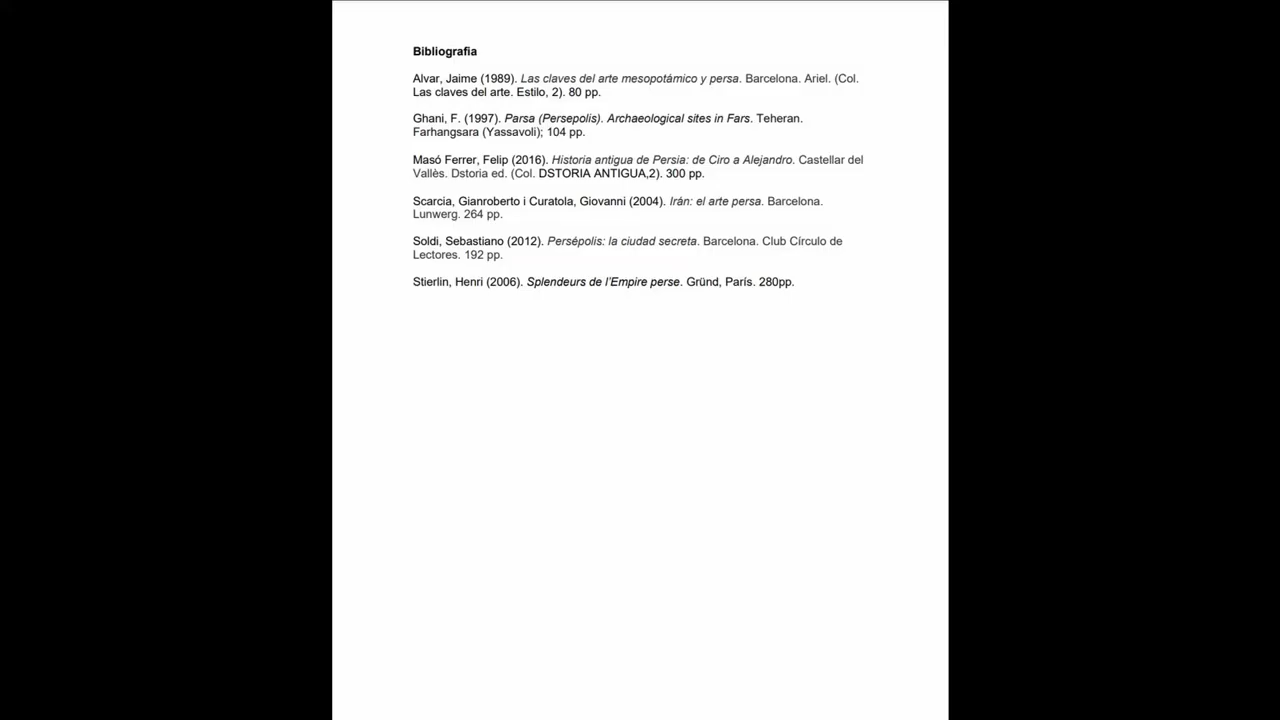 Bibliografia
Alvar, Jaime (1989). Las claves del arte mesopotámico y persa. Barcelona. Ariel. (Col.
Las claves del arte. Estilo, 2). 80 pp.
Ghani, F. (1997). Parsa (Persepolis). Archaeological sites in Fars. Teheran.
Farhangsara (Yassavoli); 104 pp.
Masó Ferrer, Felip (2016). Historia antigua de Persia: de Ciro a Alejandro. Castellar del
Vallès. Dstoria ed. (Col. DSTORIA ANTIGUA,2). 300 pp.
Scarcia, Gianroberto i Curatola, Giovanni (2004). Irán: el arte persa. Barcelona.
Lunwerg. 264 pp.
Soldi, Sebastiano (2012). Persépolis: la ciudad secreta. Barcelona. Club Círculo de
Lectores. 192 pp.
Stierlin, Henri (2006). Splendeurs de l'Empire perse. Gründ, París. 280pp.